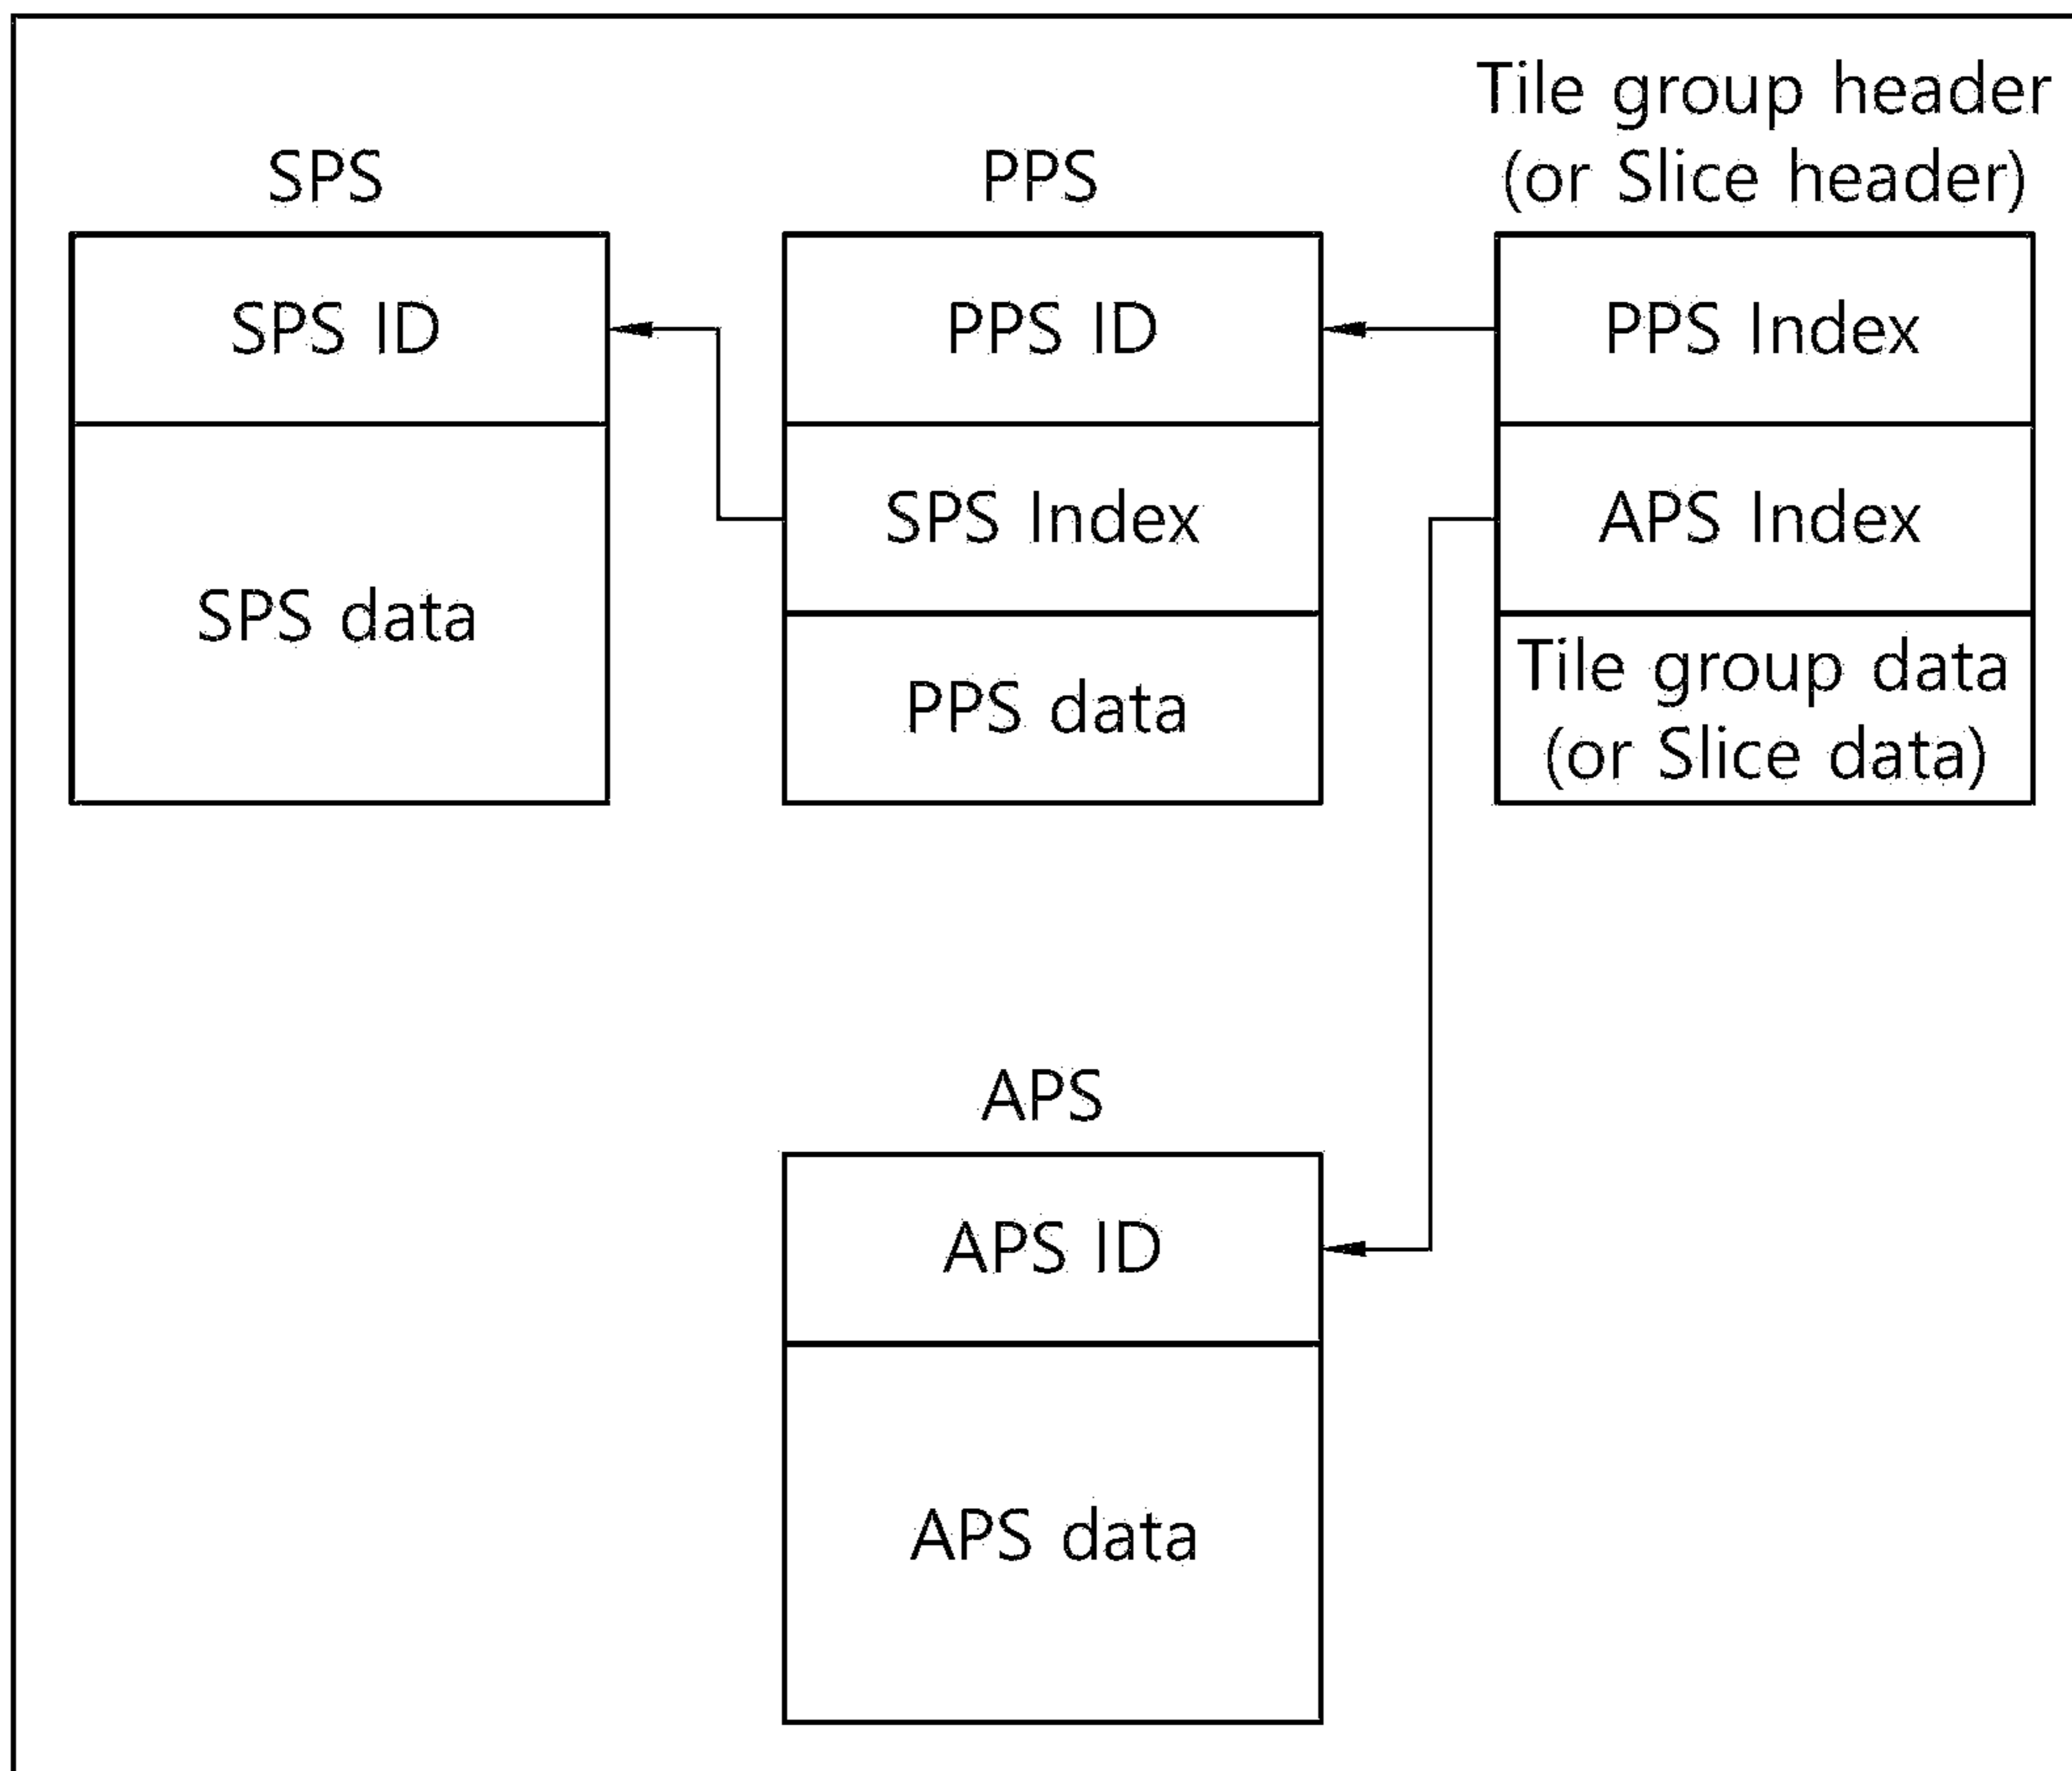 SPS
SPS ID
SPS data
PPS
PPS ID
SPS Index
PPS data
Tile group header
(or Slice header)
PPS Index
APS Index
Tile group data
(or Slice data)
APS
APS ID
APS data